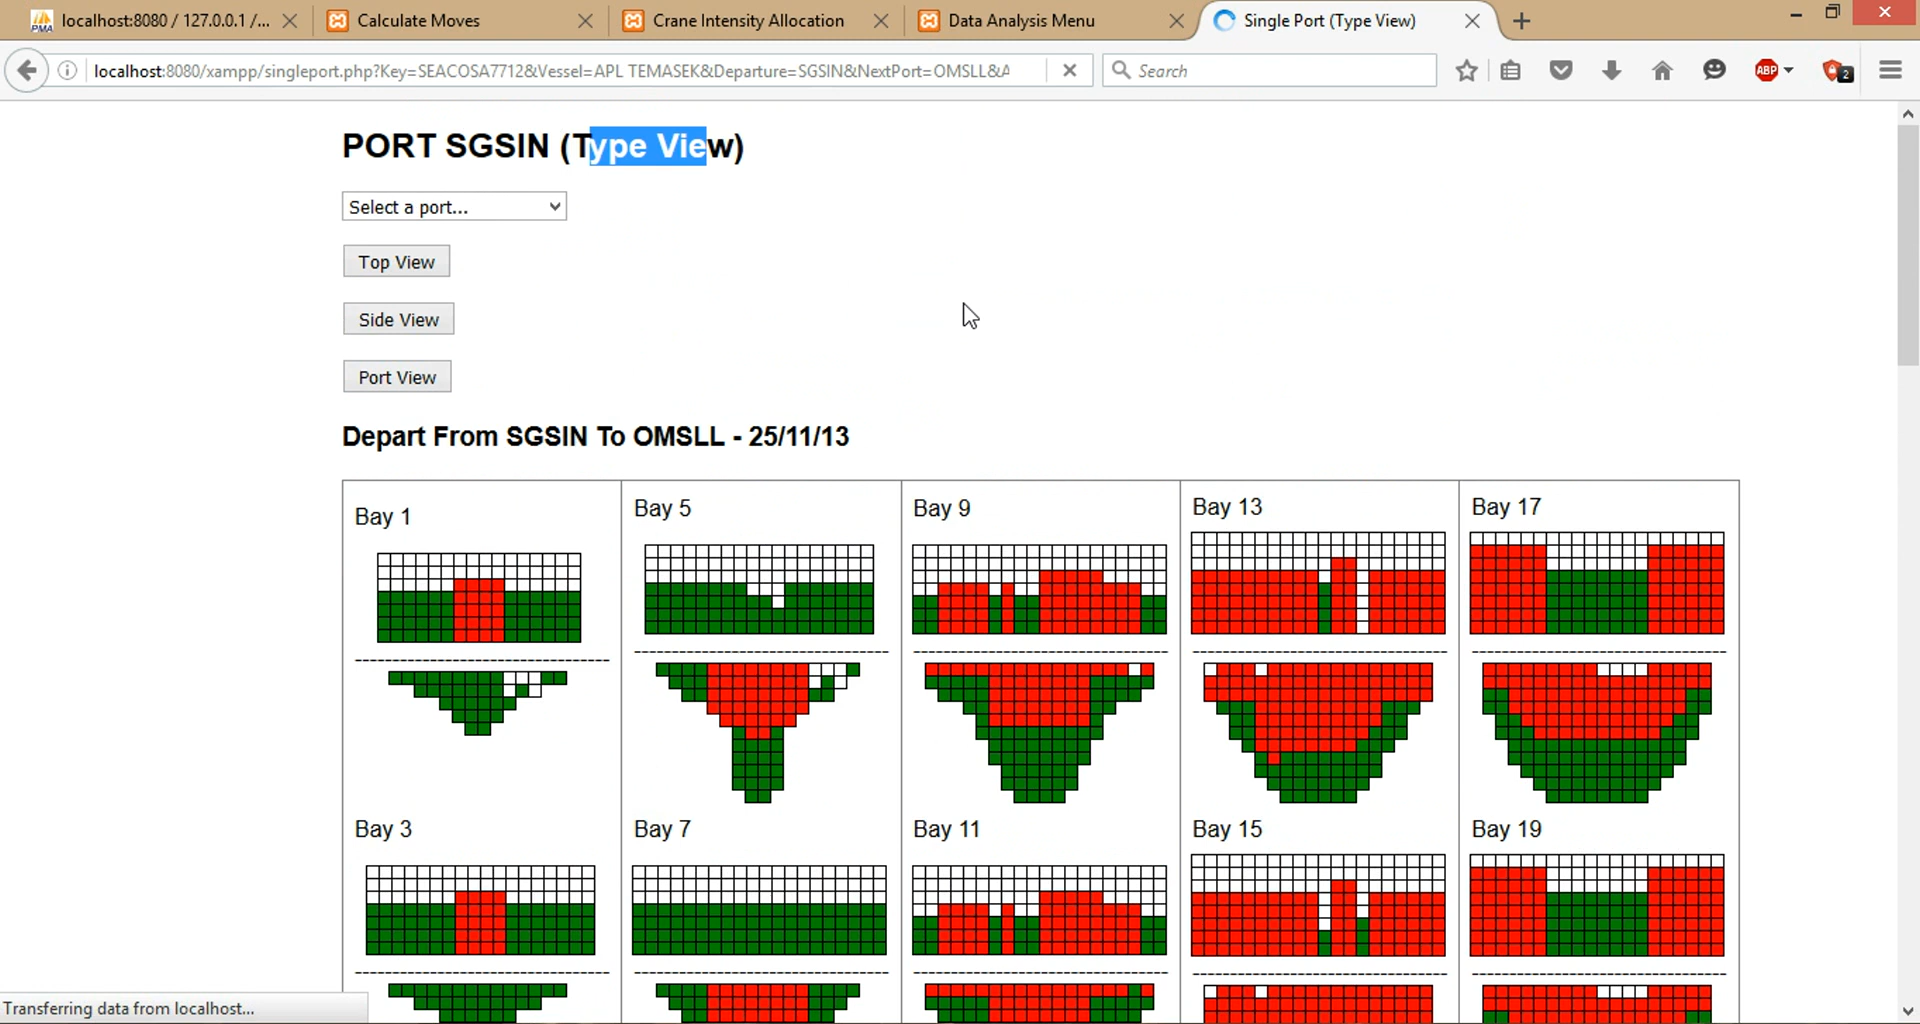 localhost:8080 / 127.0.0.1 /...
Calculate Moves
Crane Intensity Allocation
Data Analysis Menu
Single Port (Type View)
localhost:8080/xampp/singleport.php?Key=SEACOSA7712&Vessel=APL TEMASEK&Departure=SGSIN&NextPort=OMSLL&A
Search
ABP
2
PMA
PORT SGSIN (Type View)
Select a port...
Top View
Side View
Port View
Depart From SGSIN To OMSLL - 25/11/13
Bay 1
Bay 5
Bay 9
Bay 13
Bay 17
Bay 3
Bay 7
Bay 11
Bay 15
Bay 19
Transferring data from localhost...